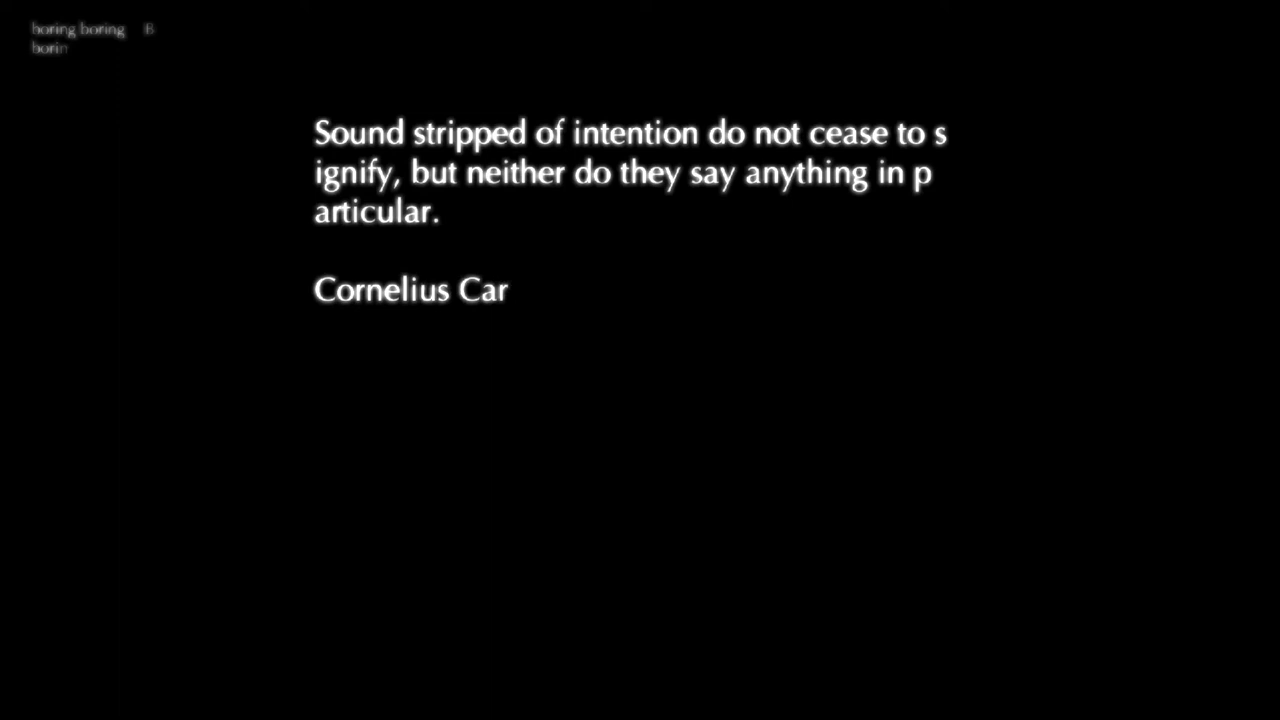 boring boring B
borin
Sound stripped of intention do not cease to s
ignify, but neither do they say anything in p
articular.
Cornelius Car